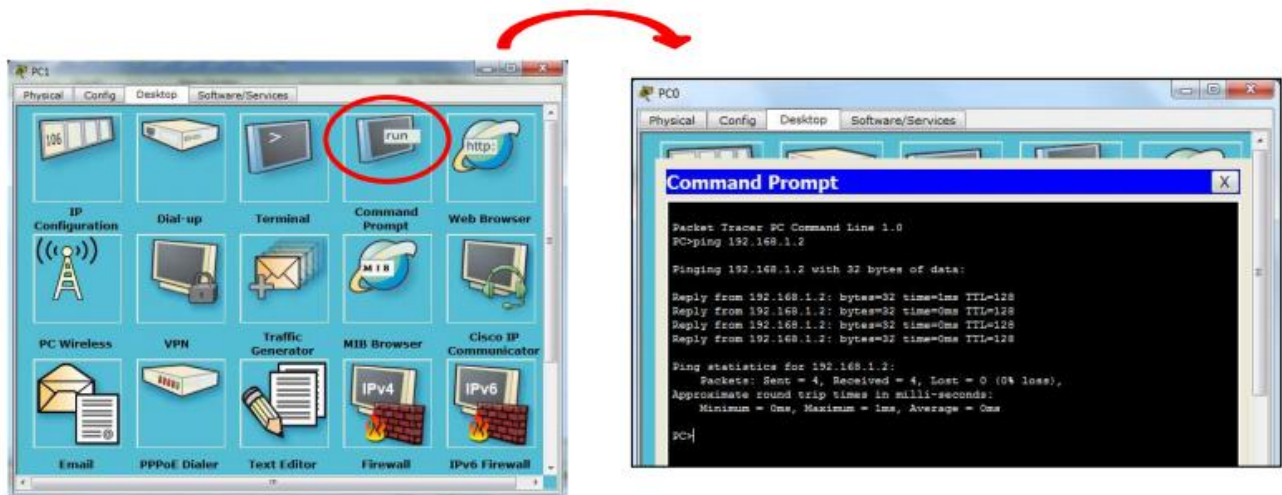 PC1
Physical Config Desktop Software/Services
106
>
run
http:
IP Configuration
Dial-up
Terminal
Command Prompt
Web Browser
MIB
PC Wireless
VPN
Traffic Generator
MIB Browser
Cisco IP Communicator
IPv4
IPv6
Email
PPPoE Dialer
Text Editor
Firewall
IPv6 Firewall
PC0
Physical Config Desktop Software/Services
Command Prompt
X
Packet Tracer PC Command Line 1.0
PC>ping 192.168.1.2
Pinging 192.168.1.2 with 32 bytes of data:
Reply from 192.168.1.2: bytes=32 time=1ms TTL=128
Reply from 192.168.1.2: bytes=32 time=0ms TTL=128
Reply from 192.168.1.2: bytes=32 time=0ms TTL=128
Reply from 192.168.1.2: bytes=32 time=0ms TTL=128
Ping statistics for 192.168.1.2:
Packets: Sent = 4, Received = 4, Lost = 0 (0% loss),
Approximate round trip times in milli-seconds:
Minimum = 0ms, Maximum = 1ms, Average = 0ms
PC>